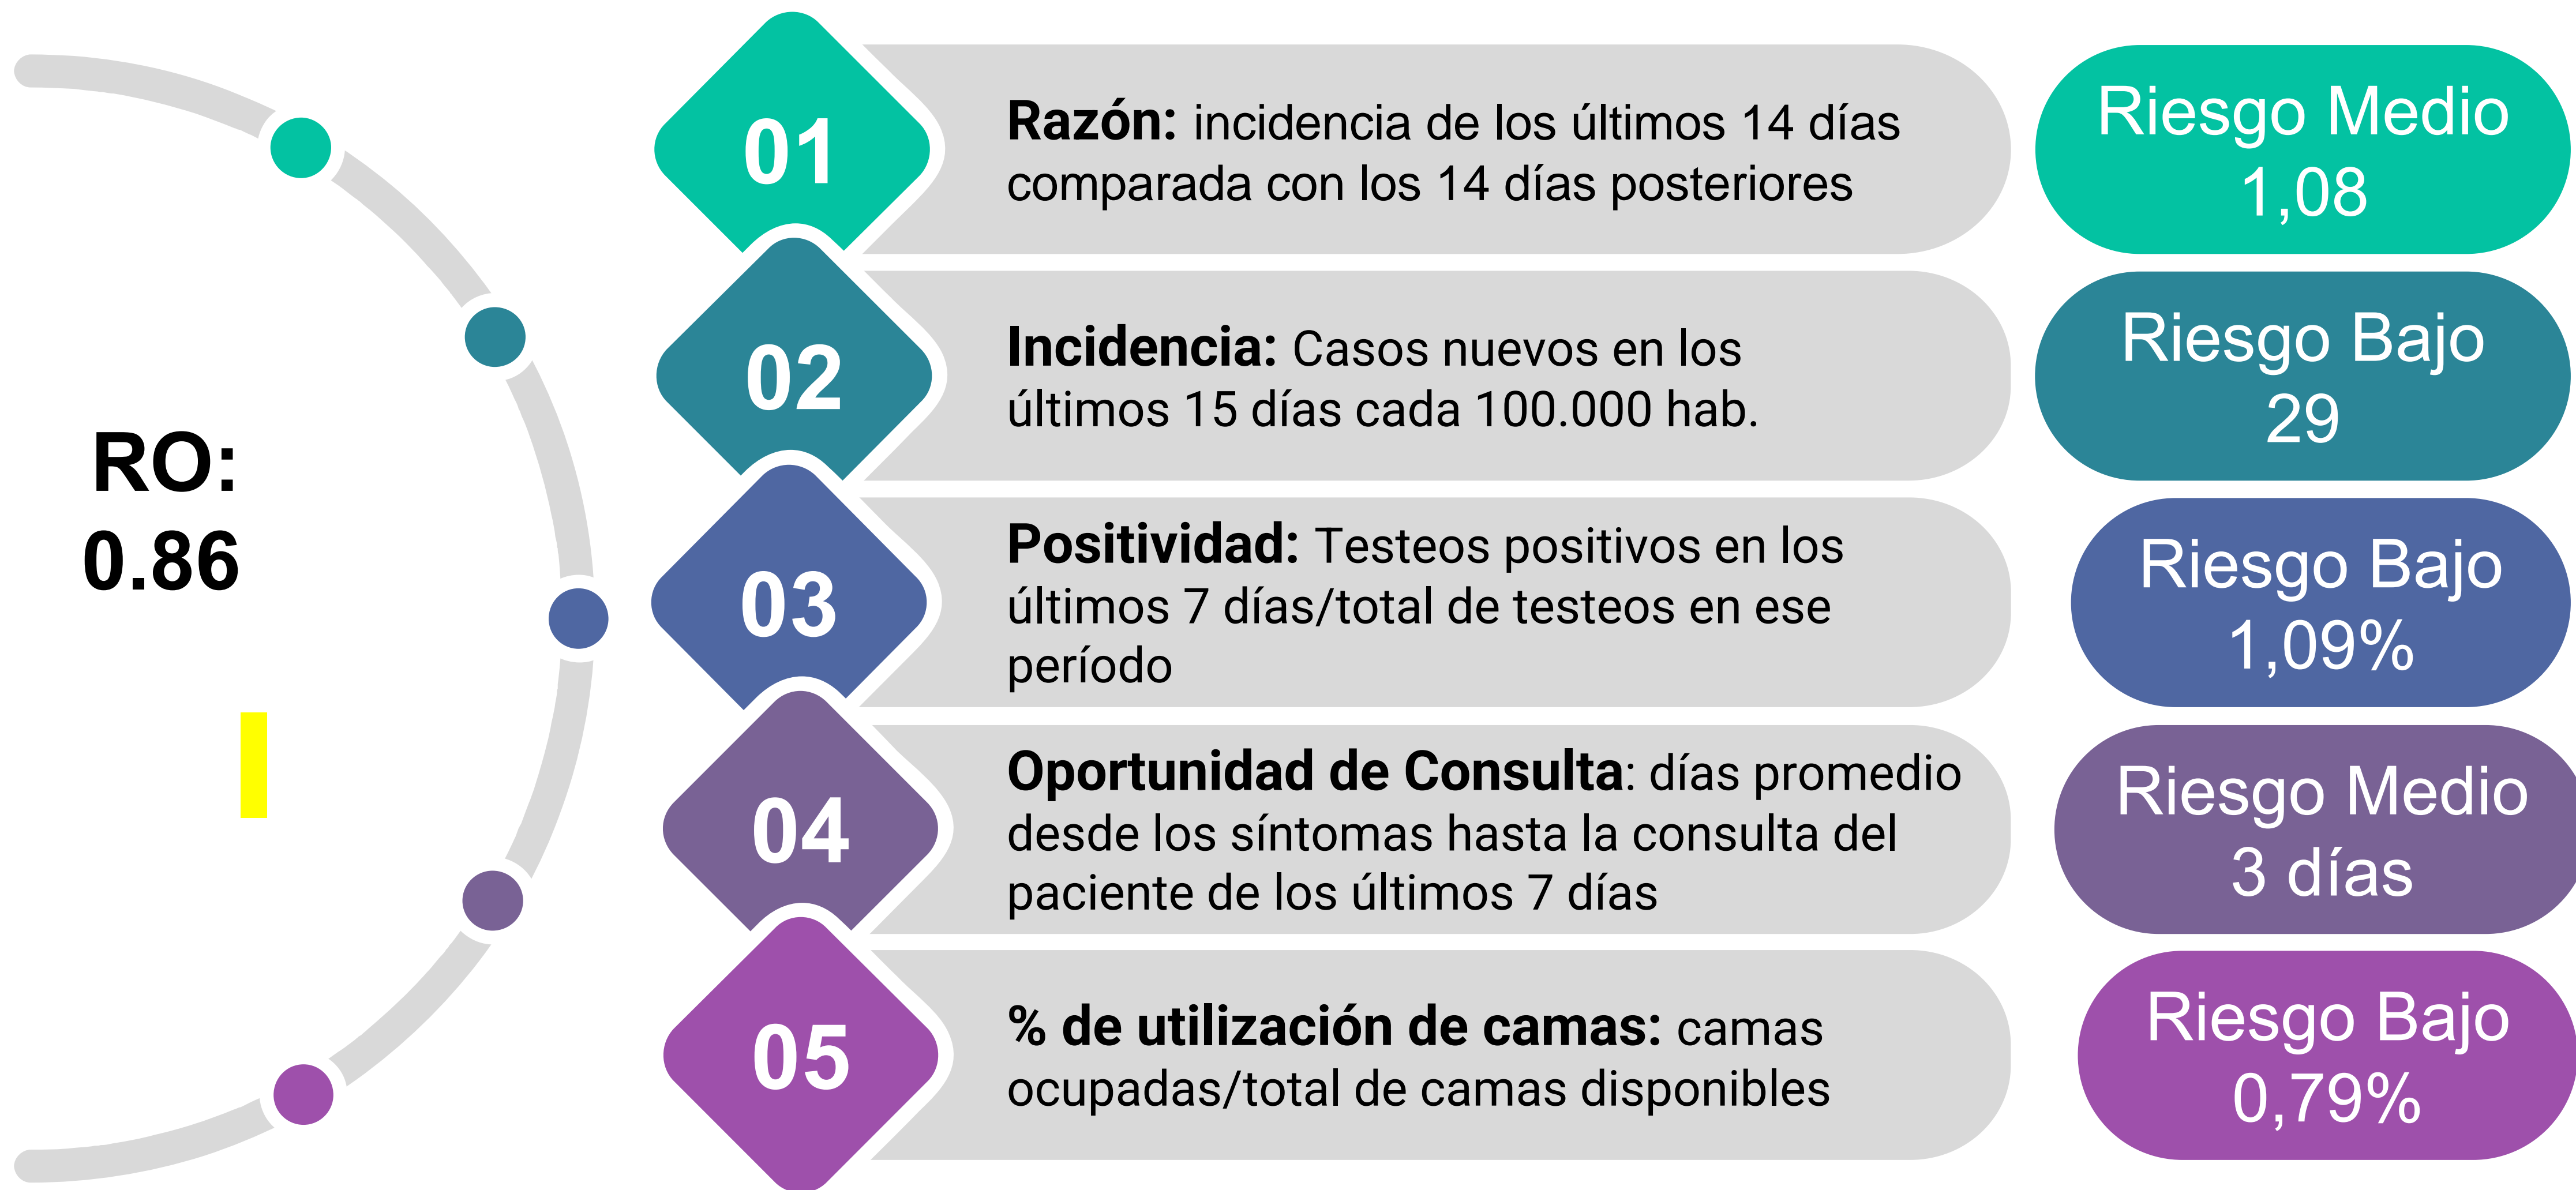 RO:
0.86
01
Razón: incidencia de los últimos 14 días
comparada con los 14 días posteriores
Riesgo Medio
1,08
02
Incidencia: Casos nuevos en los
últimos 15 días cada 100.000 hab.
Riesgo Bajo
29
03
Positividad: Testeos positivos en los
últimos 7 días/total de testeos en ese
período
Riesgo Bajo
1,09%
04
Oportunidad de Consulta: días promedio
desde los síntomas hasta la consulta del
paciente de los últimos 7 días
Riesgo Medio
3 días
05
% de utilización de camas: camas
ocupadas/total de camas disponibles
Riesgo Bajo
0,79%